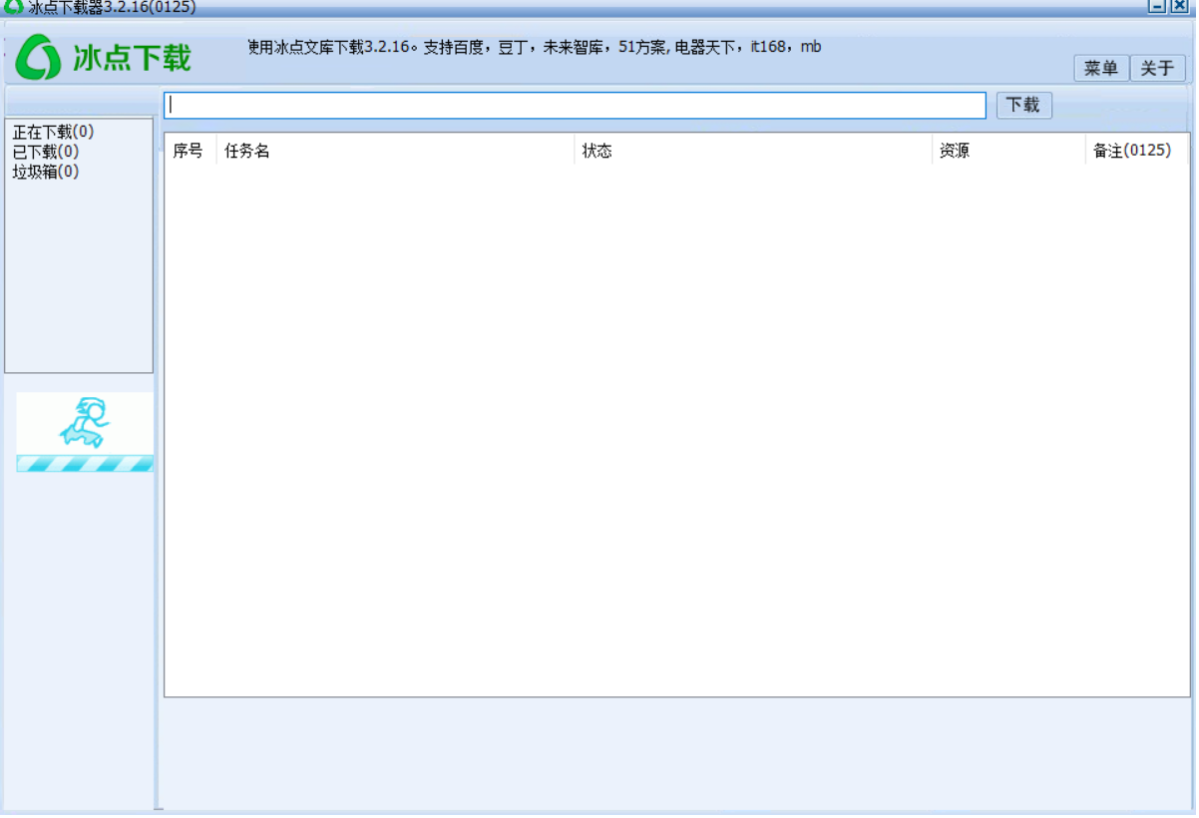 冰点下载器3.2.16(0125)
冰点下载
使用冰点文库下载3.2.16。支持百度，豆丁，未来智库，51方案, 电器天下，it168，mb
菜单 关于
下载
正在下载(0)
已下载(0)
垃圾箱(0)
序号 任务名 状态 资源 备注(0125)